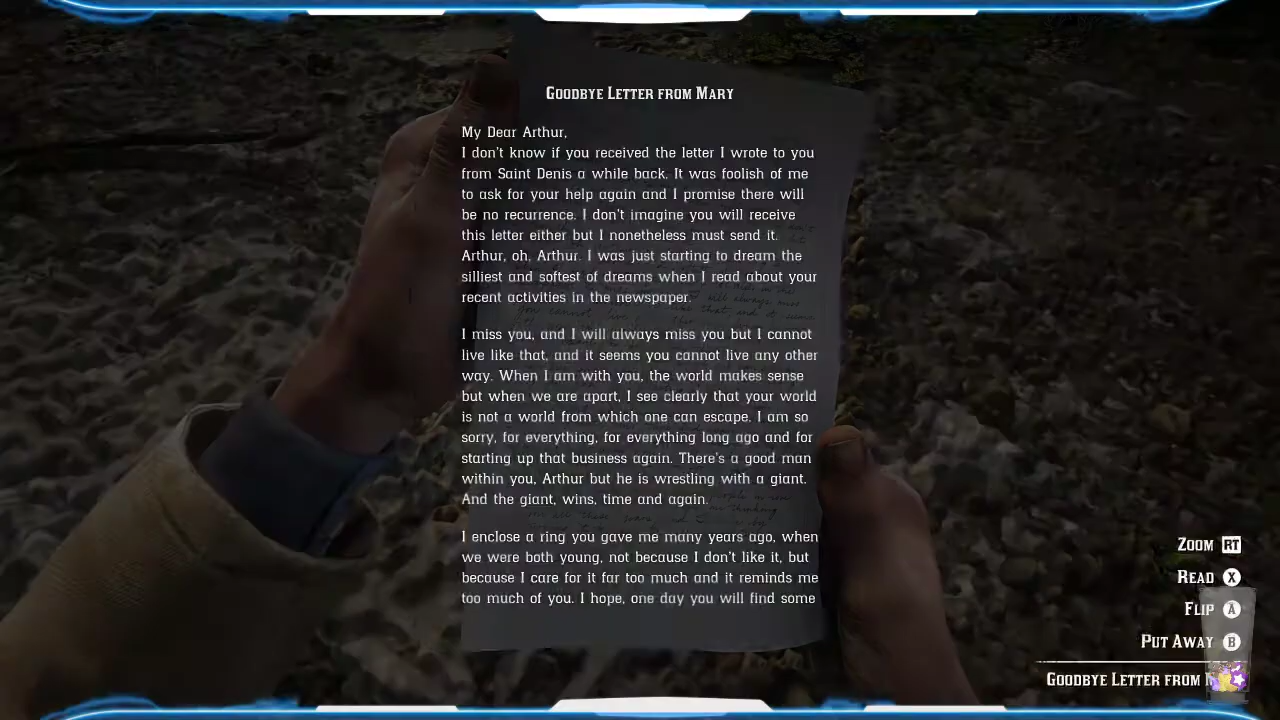 GOODBYE LETTER FROM MARY
My Dear Arthur,
I don't know if you received the letter I wrote to you
from Saint Denis a while back. It was foolish of me
to ask for your help again and I promise there will
be no recurrence. I don't imagine you will receive
this letter either but I nonetheless must send it.
Arthur, oh, Arthur. I was just starting to dream the
silliest and softest of dreams when I read about your
recent activities in the newspaper.
I miss you, and I will always miss you but I cannot
live like that, and it seems you cannot live any other
way. When I am with you, the world makes sense
but when we are apart, I see clearly that your world
is not a world from which one can escape. I am so
sorry, for everything, for everything long ago and for
starting up that business again. There's a good man
within you, Arthur but he is wrestling with a giant.
And the giant, wins, time and again.
I enclose a ring you gave me many years ago, when
we were both young, not because I don't like it, but
because I care for it far too much and it reminds me
too much of you. I hope, one day you will find some
ZOOM RT
READ X
FLIP A
PUT AWAY B
GOODBYE LETTER FROM